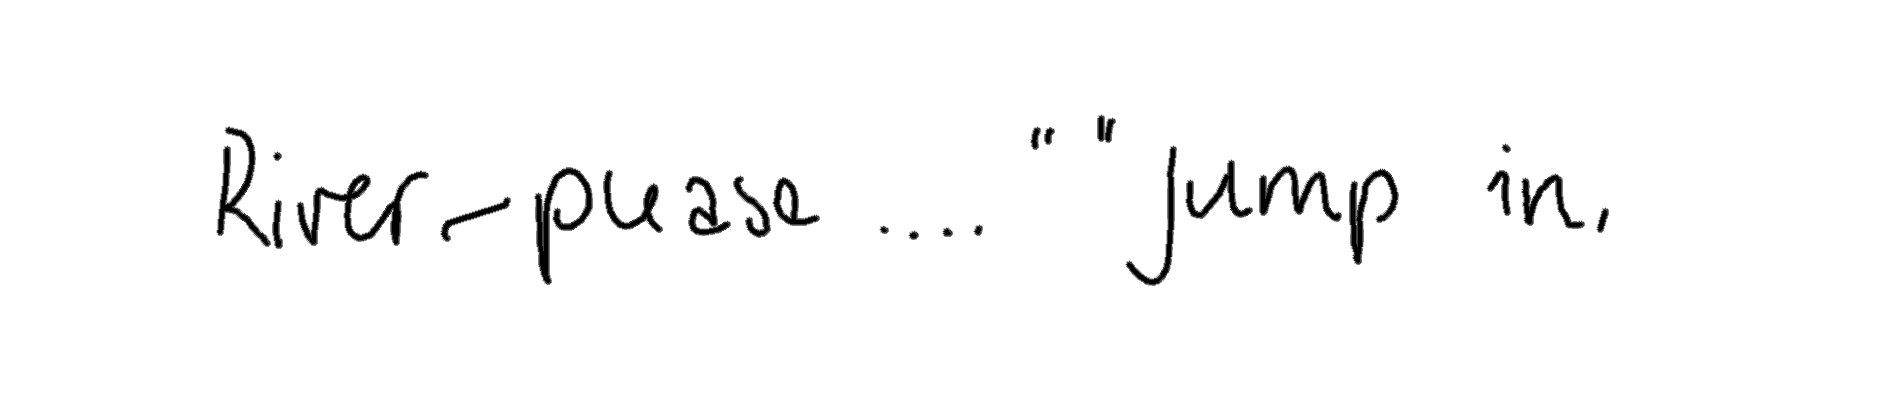 River-please ...." "jump in,